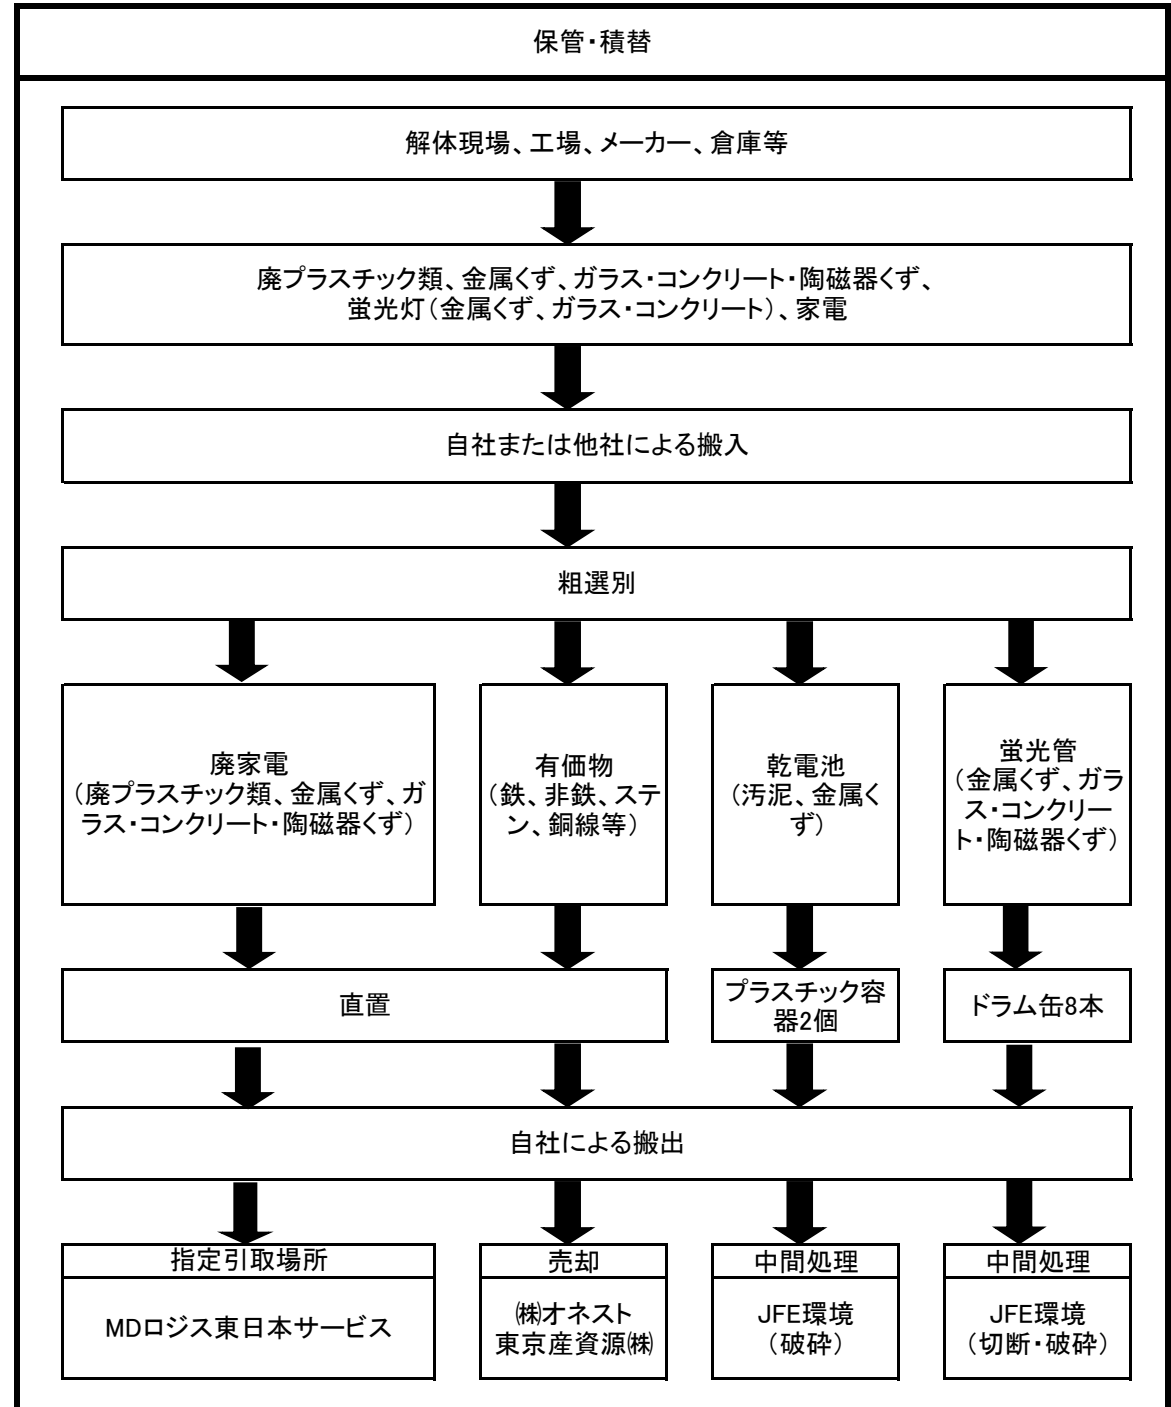 保管・積替
解体現場、工場、メーカー、倉庫等
廃プラスチック類、金属くず、ガラス・コンクリート・陶磁器くず、
蛍光灯（金属くず、ガラス・コンクリート）、家電
自社または他社による搬入
粗選別
廃家電
（廃プラスチック類、金属くず、ガ
ラス・コンクリート・陶磁器くず）
有価物
（鉄、非鉄、ステ
ン、銅線等）
乾電池
（汚泥、金属く
ず）
蛍光管
（金属くず、ガラ
ス・コンクリー
ト・陶磁器くず）
直置
プラスチック容
器2個
ドラム缶8本
自社による搬出
指定引取場所
MDロジス東日本サービス
売却
㈱オネスト
東京産資源㈱
中間処理
JFE環境
（破砕）
中間処理
JFE環境
（切断・破砕）